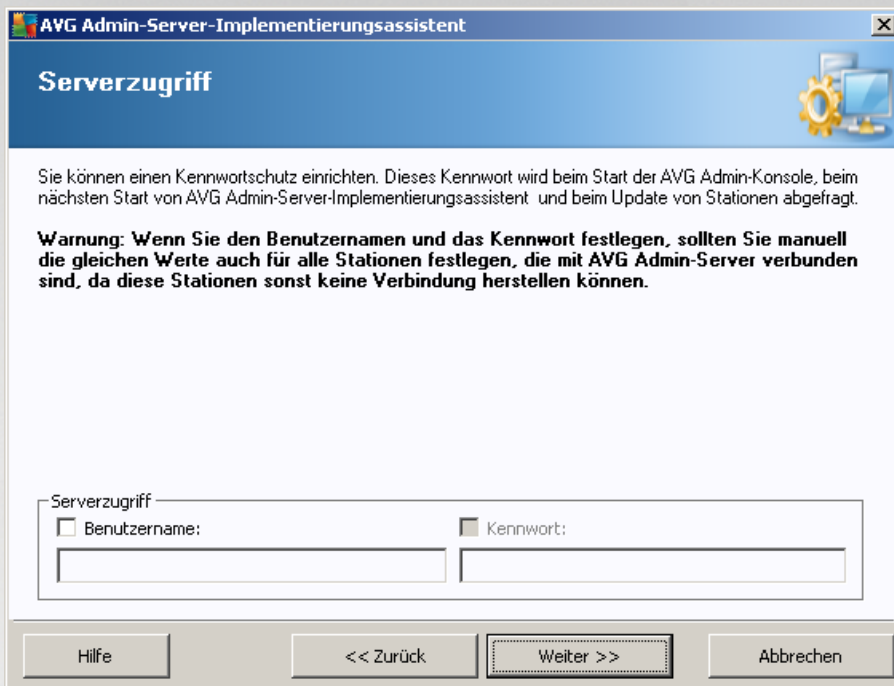 AVG Admin-Server-Implementierungsassistent
Serverzugriff
Sie können einen Kennwortschutz einrichten. Dieses Kennwort wird beim Start der AVG Admin-Konsole, beim
nächsten Start von AVG Admin-Server-Implementierungsassistent und beim Update von Stationen abgefragt.
Warnung: Wenn Sie den Benutzernamen und das Kennwort festlegen, sollten Sie manuell
die gleichen Werte auch für alle Stationen festlegen, die mit AVG Admin-Server verbunden
sind, da diese Stationen sonst keine Verbindung herstellen können.
Serverzugriff
Benutzername:
Kennwort:
Hilfe
<< Zurück
Weiter >>
Abbrechen